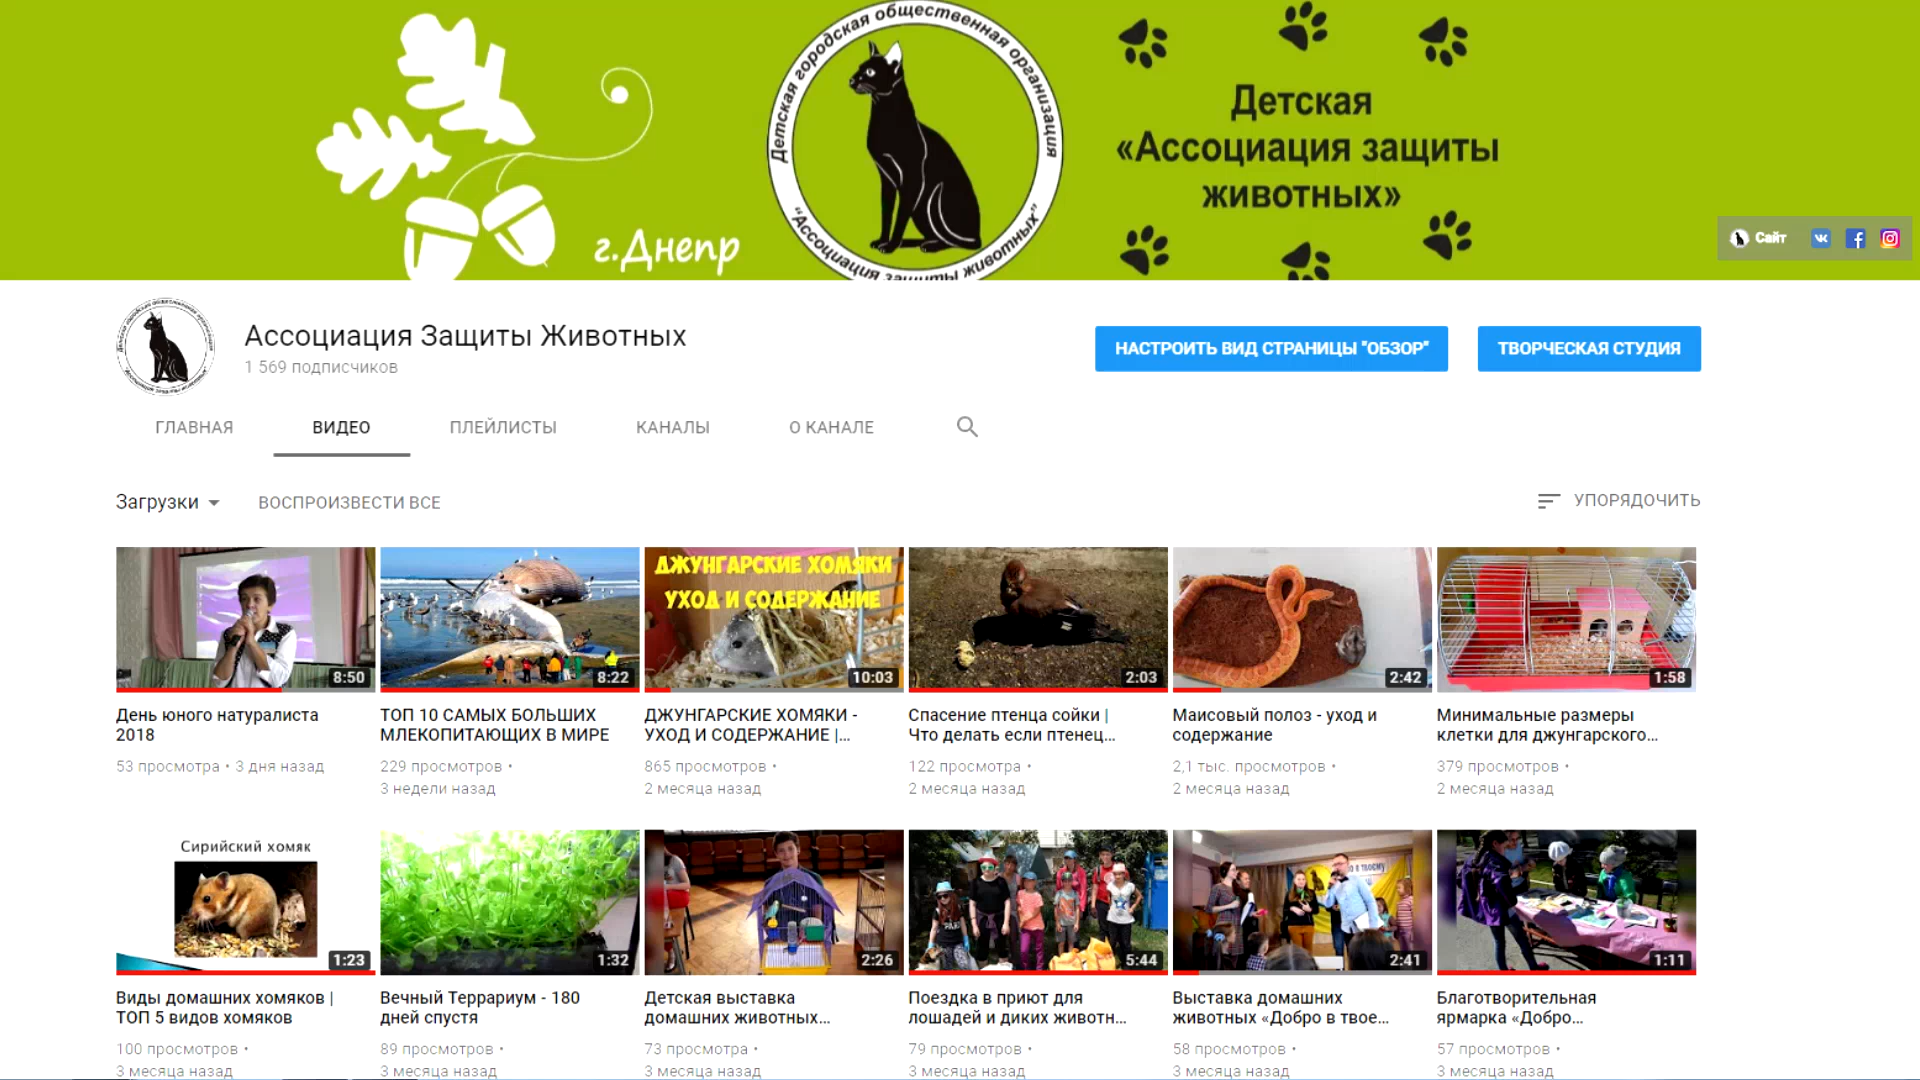 Детская городская общественная организация
"Ассоциация защиты животных"
г.Днепр
Детская
«Ассоциация защиты
животных»
Сайт
Ассоциация Защиты Животных
1 569 подписчиков
НАСТРОИТЬ ВИД СТРАНИЦЫ "ОБЗОР"
ТВОРЧЕСКАЯ СТУДИЯ
ГЛАВНАЯ
ВИДЕО
ПЛЕЙЛИСТЫ
КАНАЛЫ
О КАНАЛЕ
Загрузки
ВОСПРОИЗВЕСТИ ВСЕ
УПОРЯДОЧИТЬ
8:50
День юного натуралиста
2018
53 просмотра • 3 дня назад
8:22
ТОП 10 САМЫХ БОЛЬШИХ
МЛЕКОПИТАЮЩИХ В МИРЕ
229 просмотров •
3 недели назад
ДЖУНГАРСКИЕ ХОМЯКИ
УХОД И СОДЕРЖАНИЕ
10:03
ДЖУНГАРСКИЕ ХОМЯКИ -
УХОД И СОДЕРЖАНИЕ |...
865 просмотров •
2 месяца назад
2:03
Спасение птенца сойки |
Что делать если птенец...
122 просмотра •
2 месяца назад
2:42
Маисовый полоз - уход и
содержание
2,1 тыс. просмотров •
2 месяца назад
1:58
Минимальные размеры
клетки для джунгарского...
379 просмотров •
2 месяца назад
Сирийский хомяк
1:23
Виды домашних хомяков |
ТОП 5 видов хомяков
100 просмотров •
3 месяца назад
1:32
Вечный Террариум - 180
дней спустя
89 просмотров •
3 месяца назад
2:26
Детская выставка
домашних животных...
73 просмотра •
3 месяца назад
5:44
Поездка в приют для
лошадей и диких животн...
79 просмотров •
3 месяца назад
2:41
Выставка домашних
животных «Добро в твое...
58 просмотров •
3 месяца назад
1:11
Благотворительная
ярмарка «Добро...
57 просмотров •
3 месяца назад